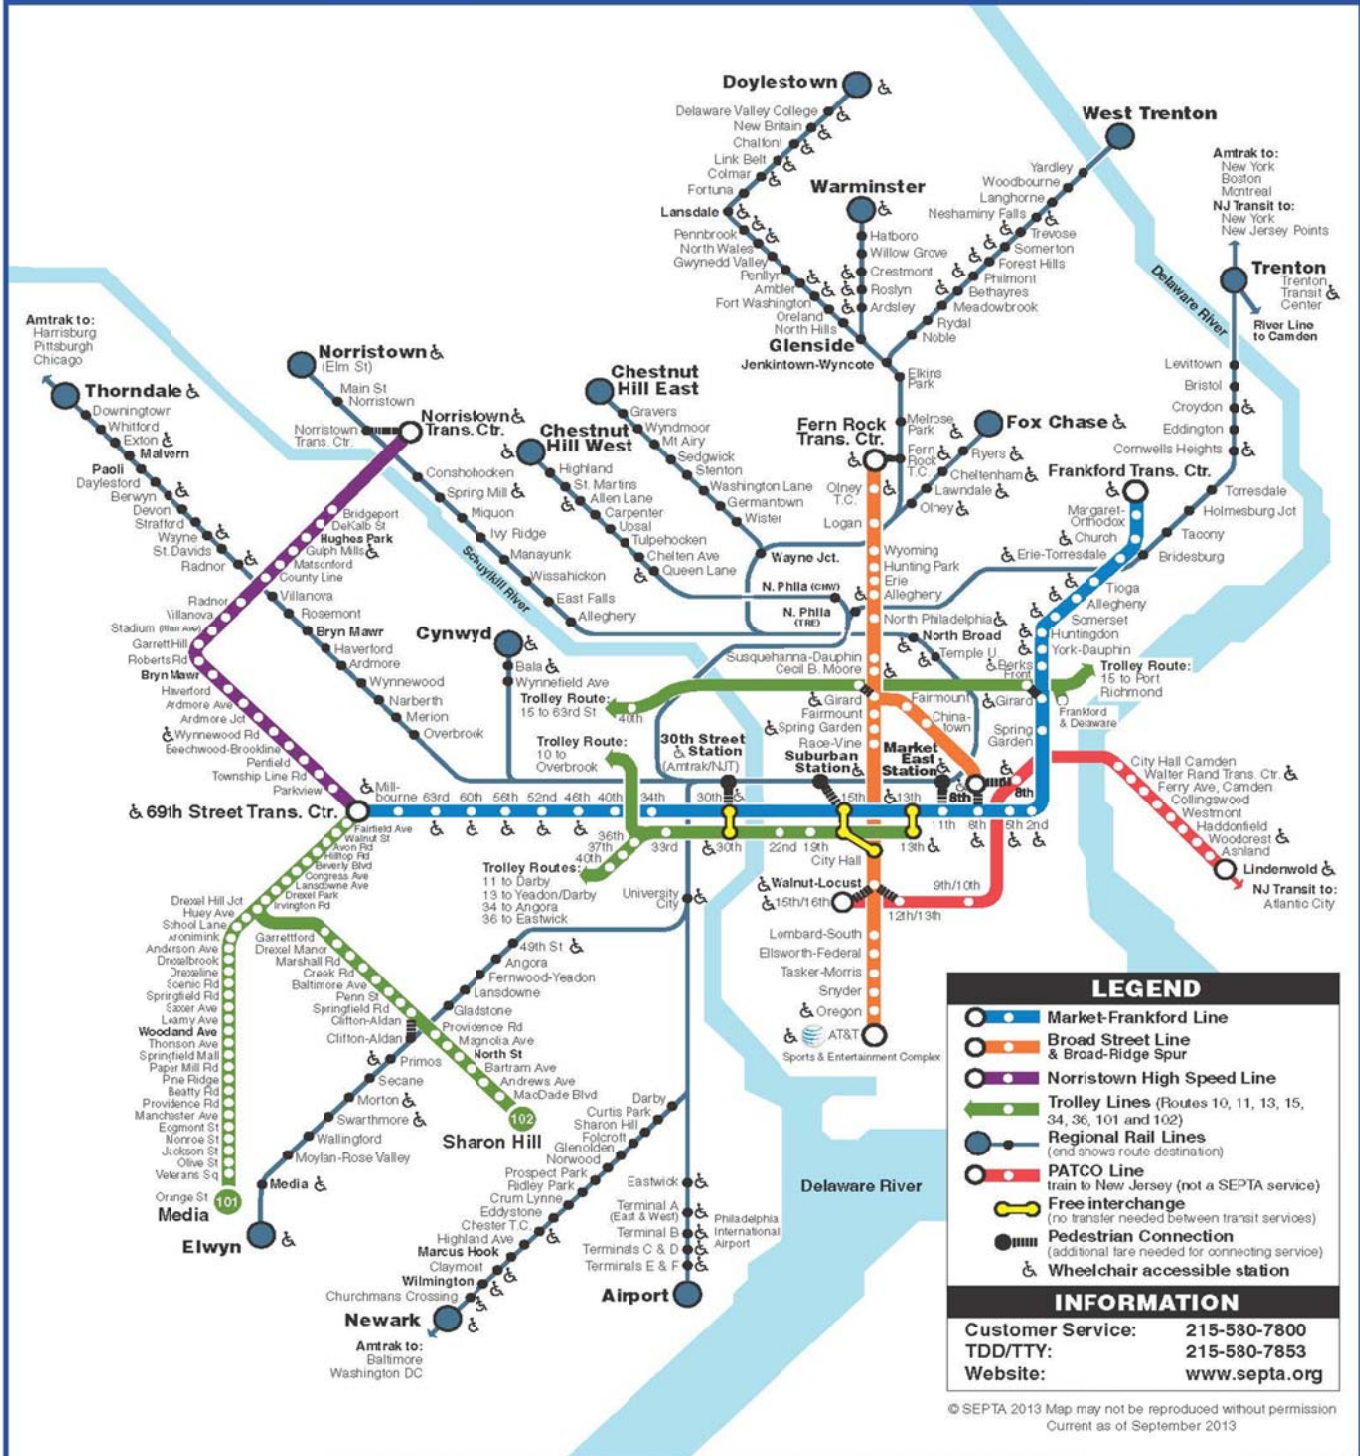 Doylestown
Delaware Valley College
New Britain
Chalfont
Link Belt
Colmar
Fortuna
Lansdale
Pennbrook
North Wales
Gwynedd Valley
Penllyn
Ambler
Fort Washington
Oreland
North Hills
Warminster
Hatboro
Willow Grove
Crestmont
Roslyn
Ardsley
Glenside
Jenkintown-Wyncote
West Trenton
Yardley
Woodbourne
Langhorne
Neshaminy Falls
Trevose
Somerton
Forest Hills
Philmont
Bethayres
Meadowbrook
Rydal
Noble
Elkins
Park
Melrose
Park
Fern
Rock
T.C.
Amtrak to:
New York
Boston
Montreal
NJ Transit to:
New York
New Jersey Points
Trenton
Trenton
Transit
Center
River Line
to Camden
Delaware River
Levittown
Bristol
Croydon
Eddington
Cornwells Heights
Torresdale
Holmesburg Jct
Tacony
Bridesburg
Amtrak to:
Harrisburg
Pittsburgh
Chicago
Thorndale
Downingtown
Whitford
Exton
Malvern
Paoli
Daylesford
Berwyn
Devon
Strafford
Wayne
St.Davids
Radnor
Villanova
Rosemont
Bryn Mawr
Haverford
Ardmore
Wynnewood
Narberth
Merion
Overbrook
Norristown
(Elm St)
Main St
Norristown
Norristown
Trans. Ctr.
Norristown
Trans. Ctr.
Conshohocken
Spring Mill
Miquon
Ivy Ridge
Manayunk
Wissahickon
East Falls
Allegheny
Schuylkill River
Chestnut
Hill East
Gravers
Wyndmoor
Mt Airy
Sedgwick
Stenton
Washington Lane
Germantown
Wister
Wayne Jct.
Chestnut
Hill West
Highland
St. Martins
Allen Lane
Carpenter
Upsal
Tulpehocken
Chelten Ave
Queen Lane
N. Phila (CHW)
N. Phila
(TRE)
Fox Chase
Ryers
Cheltenham
Lawndale
Olney
Fern Rock
Trans. Ctr.
Olney
T.C.
Logan
Wyoming
Hunting Park
Erie
Allegheny
North Philadelphia
North Broad
Temple U.
Susquehanna-Dauphin
Cecil B. Moore
Girard
Fairmount
Spring Garden
Race-Vine
Fairmount
China-
town
Frankford Trans. Ctr.
Margaret-
Orthodox
Church
Erie-Torresdale
Tioga
Allegheny
Somerset
Huntingdon
York-Dauphin
Berks
Front
Girard
Spring
Garden
Trolley Route:
15 to Port
Richmond
Frankford
& Delaware
Bridgeport
DeKalb St
Hughes Park
Gulph Mills
Matsonford
County Line
Radnor
Villanova
Stadium
Garrett Hill
Roberts Rd
Bryn Mawr
Haverford
Ardmore Ave
Ardmore Jct
Wynnewood Rd
Beechwood-Brookline
Penfield
Township Line Rd
Parkview
Cynwyd
Bala
Wynnefield Ave
Trolley Route:
15 to 63rd St
40th
Trolley Route:
10 to
Overbrook
30th Street
Station
(Amtrak/NJT)
Suburban
Station
Market
East
Station
69th Street Trans. Ctr.
Mill-
bourne
63rd
60th
56th
52nd
46th
40th
34th
30th
15th
13th
8th
8th
11th
8th
5th
2nd
36th
37th
40th
33rd
30th
22nd
19th
City Hall
13th
Trolley Routes:
11 to Darby
13 to Yeadon/Darby
34 to Angora
36 to Eastwick
University
City
Walnut-Locust
15th/16th
12th/13th
9th/10th
City Hall Camden
Walter Rand Trans. Ctr.
Ferry Ave, Camden
Collingswood
Westmont
Haddonfield
Woodcrest
Ashland
Lindenwold
NJ Transit to:
Atlantic City
Lombard-South
Ellsworth-Federal
Tasker-Morris
Snyder
Oregon
AT&T
Sports & Entertainment Complex
Fairfield Ave
Walnut St
Avon Rd
Hilltop Rd
Beverly Blvd
Congress Ave
Lansdowne Ave
Drexel Park
Irvington Rd
Drexel Hill Jct
Huey Ave
School Lane
Aronimink
Anderson Ave
Drexelbrook
Drexeline
Scenic Rd
Springfield Rd
Saxer Ave
Leamy Ave
Woodland Ave
Thomson Ave
Springfield Mall
Paper Mill Rd
Pine Ridge
Beatty Rd
Providence Rd
Manchester Ave
Edgmont St
Monroe St
Jackson St
Olive St
Veterans Sq
Orange St
101
Media
Garrettford
Drexel Manor
Marshall Rd
Creek Rd
Baltimore Ave
Penn St
Springfield Rd
Clifton-Aldan
Clifton-Aldan
Providence Rd
Magnolia Ave
North St
Bartram Ave
Andrews Ave
MacDade Blvd
102
Sharon Hill
49th St
Angora
Fernwood-Yeadon
Lansdowne
Gladstone
Primos
Secane
Morton
Swarthmore
Wallingford
Moylan-Rose Valley
Media
Elwyn
Darby
Curtis Park
Sharon Hill
Folcroft
Glenolden
Norwood
Prospect Park
Ridley Park
Crum Lynne
Eddystone
Chester T.C.
Highland Ave
Marcus Hook
Claymont
Wilmington
Churchmans Crossing
Newark
Amtrak to:
Baltimore
Washington DC
Eastwick
Terminal A
(East & West)
Terminal B
Terminals C & D
Terminals E & F
Philadelphia
International
Airport
Airport
Delaware River
LEGEND
Market-Frankford Line
Broad Street Line
& Broad-Ridge Spur
Norristown High Speed Line
Trolley Lines (Routes 10, 11, 13, 15,
34, 36, 101 and 102)
Regional Rail Lines
(end shows route destination)
PATCO Line
train to New Jersey (not a SEPTA service)
Free interchange
(no transfer needed between transit services)
Pedestrian Connection
(additional fare needed for connecting service)
Wheelchair accessible station
INFORMATION
Customer Service: 215-580-7800
TDD/TTY: 215-580-7853
Website: www.septa.org
© SEPTA 2013 Map may not be reproduced without permission
Current as of September 2013